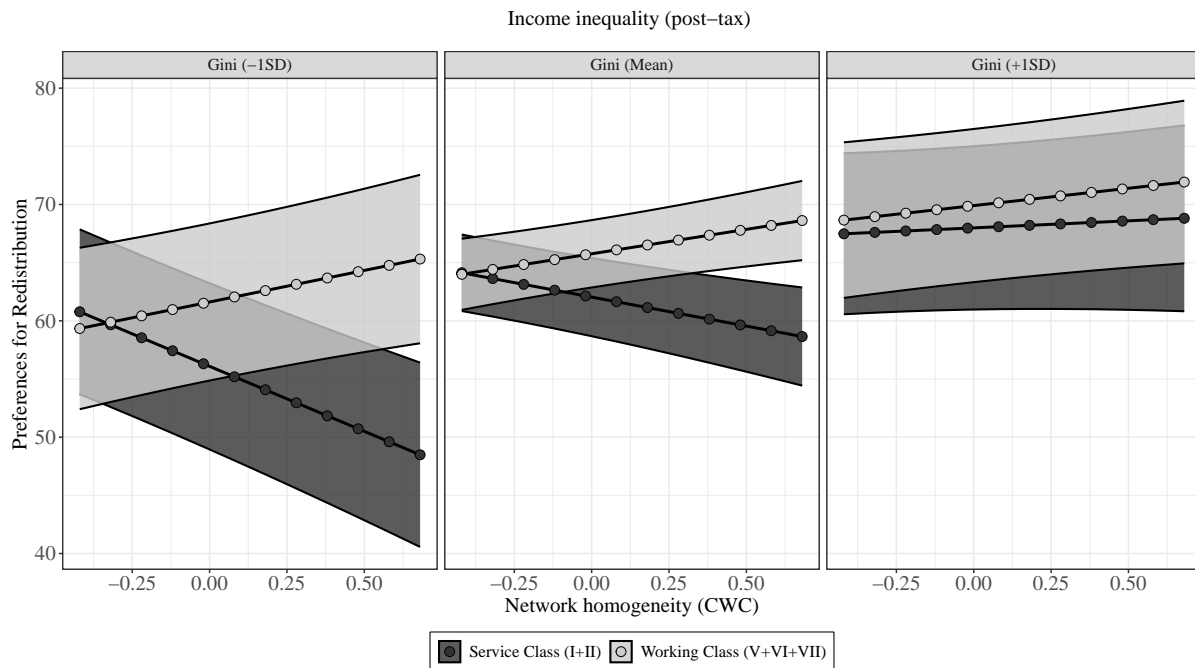 Income inequality (post−tax)
Gini (−1SD) Gini (Mean) Gini (+1SD)
80
70
60
50
40
Preferences for Redistribution
−0.25 0.00 0.25 0.50 −0.25 0.00 0.25 0.50 −0.25 0.00 0.25 0.50
Network homogeneity (CWC)
Service Class (I+II) Working Class (V+VI+VII)